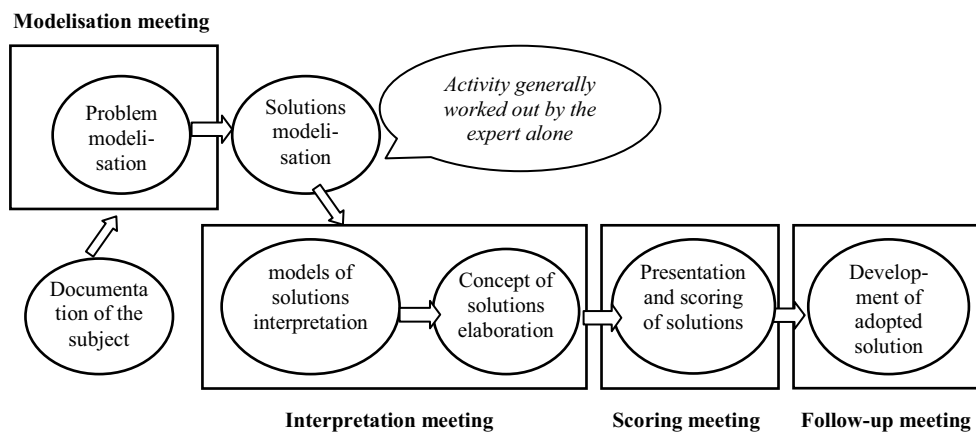 Modelisation meeting
Problem
modeli-
sation
Solutions
modeli-
sation
Activity generally
worked out by the
expert alone
Documenta
tion of the
subject
models of
solutions
interpretation
Concept of
solutions
elaboration
Presentation
and scoring
of solutions
Develop-
ment of
adopted
solution
Interpretation meeting
Scoring meeting
Follow-up meeting